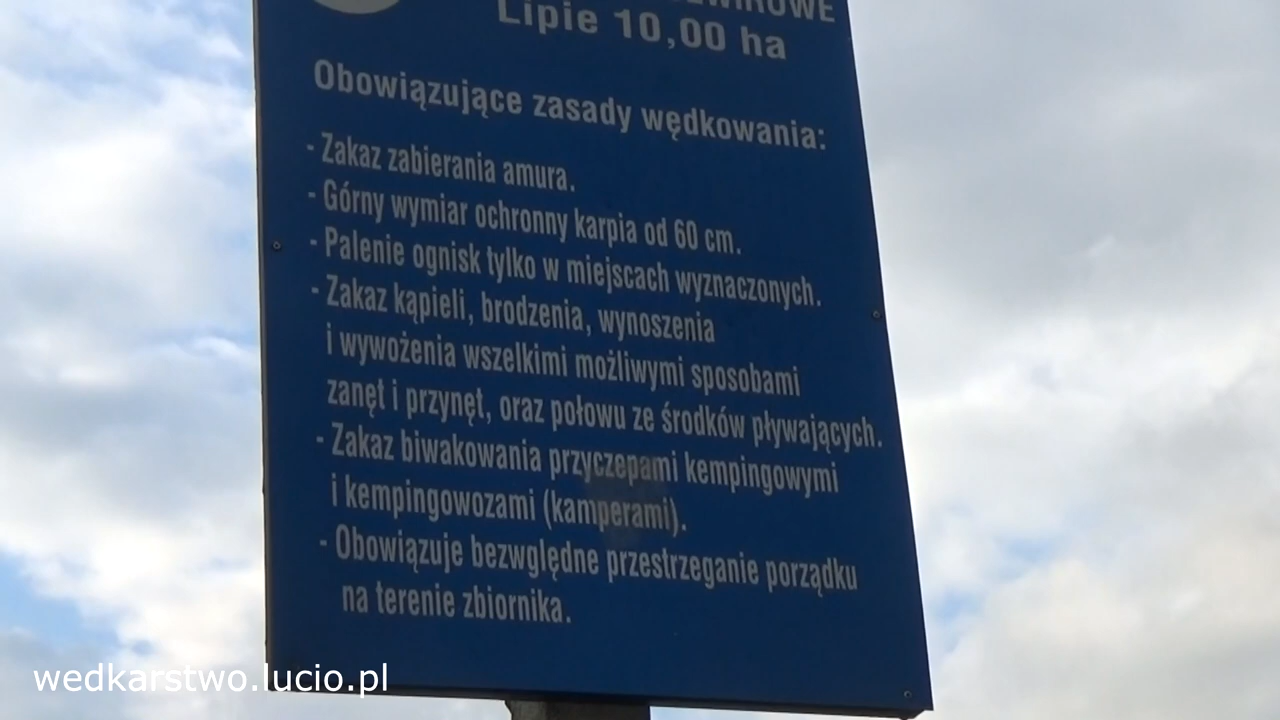 Lipie 10,00 ha
Obowiązujące zasady wędkowania:
- Zakaz zabierania amura.
- Górny wymiar ochronny karpia od 60 cm.
- Palenie ognisk tylko w miejscach wyznaczonych.
- Zakaz kąpieli, brodzenia, wynoszenia
i wywożenia wszelkimi możliwymi sposobami
zanęt i przynęt, oraz połowu ze środków pływających.
- Zakaz biwakowania przyczepami kempingowymi
i kempingowozami (kamperami).
- Obowiązuje bezwględne przestrzeganie porządku
na terenie zbiornika.
wedkarstwo.lucio.pl